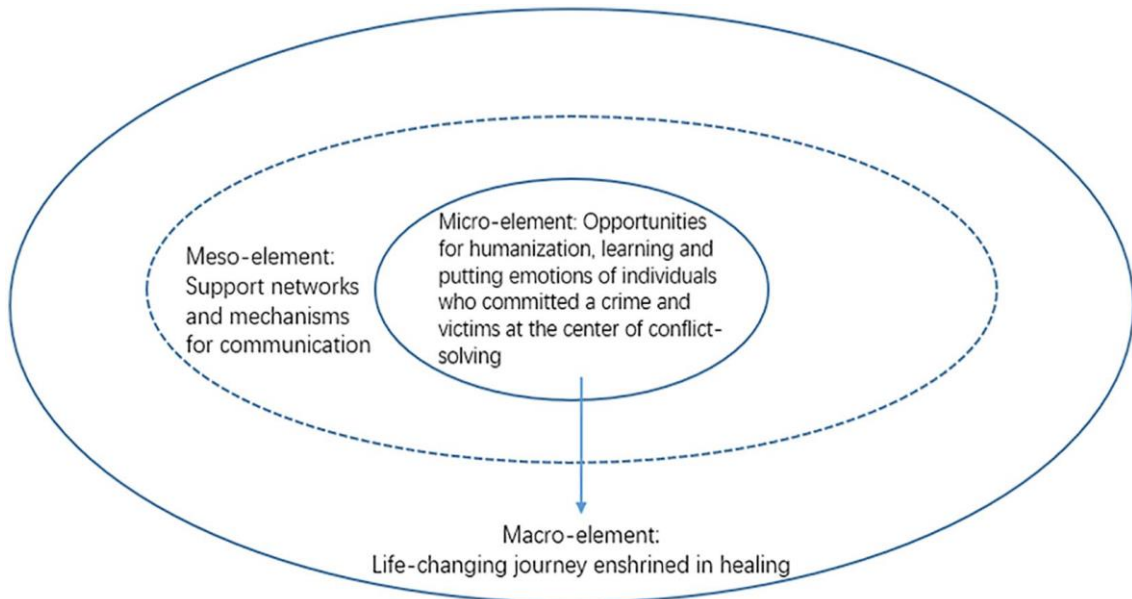 Micro-element: Opportunities
for humanization, learning and
putting emotions of individuals
who committed a crime and
victims at the center of conflict-
solving
Meso-element:
Support networks
and mechanisms
for communication
Macro-element:
Life-changing journey enshrined in healing